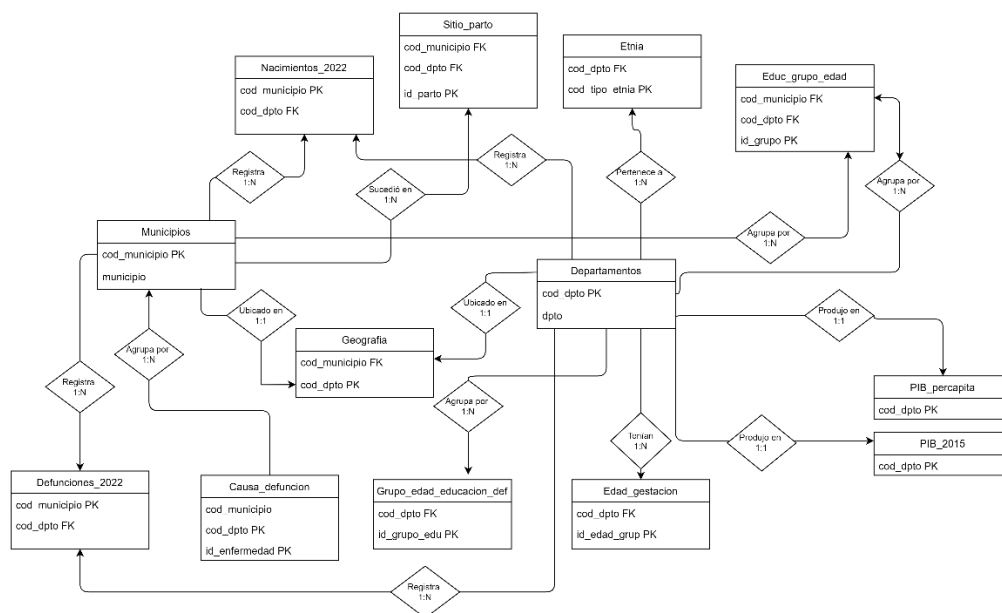 Sitio_parto
cod_municipio FK
cod_dpto FK
id_parto PK
Etnia
cod_dpto FK
cod_tipo_etnia PK
Nacimientos_2022
cod_municipio PK
cod_dpto FK
Educ_grupo_edad
cod_municipio FK
cod_dpto FK
id_grupo PK
Registra
1:N
Sucedió en
1:N
Registra
1:N
Pertenece a
1:N
Agrupa por
1:N
Municipios
cod_municipio PK
municipio
Agrupa por
1:N
Departamentos
cod_dpto PK
dpto
Ubicado en
1:1
Ubicado en
1:1
Produjo en
1:1
Agrupa por
1:N
Geografia
cod_municipio FK
cod_dpto PK
Registra
1:N
Agrupa por
1:N
Tenían
1:N
Produjo en
1:1
PIB_percapita
cod_dpto PK
PIB_2015
cod_dpto PK
Defunciones_2022
cod_municipio PK
cod_dpto FK
Causa_defuncion
cod_municipio
cod_dpto PK
id_enfermedad PK
Grupo_edad_educacion_def
cod_dpto FK
id_grupo_edu PK
Edad_gestacion
cod_dpto FK
id_edad_grup PK
Registra
1:N